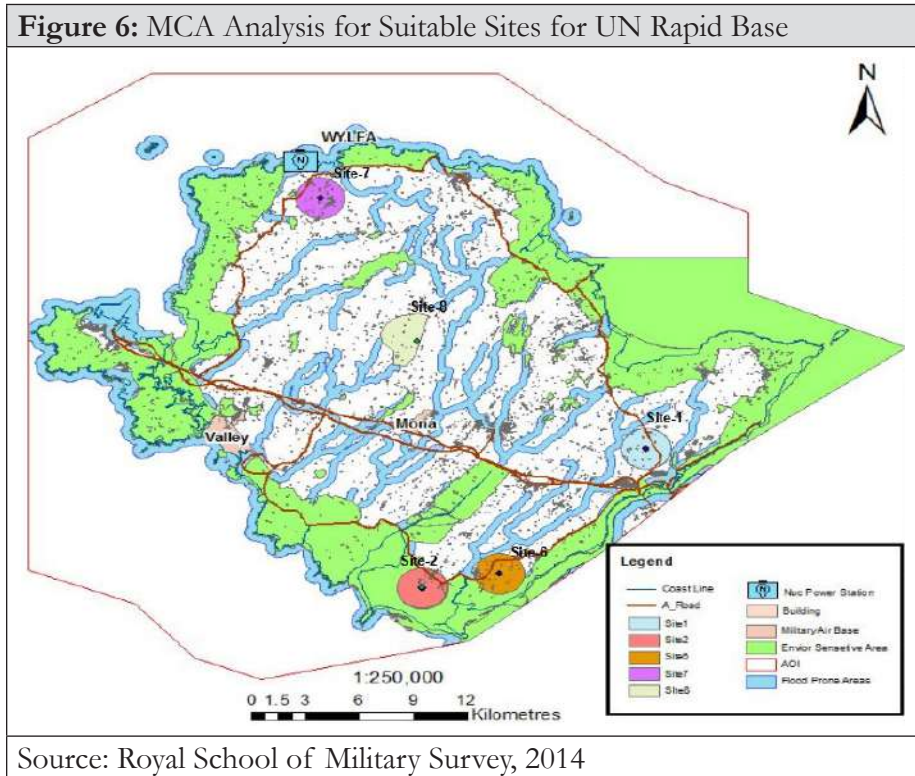 Figure 6: MCA Analysis for Suitable Sites for UN Rapid Base
N
WYLFA
N
Site-7
Site-8
Mona
Valley
Site-1
Site-2
Site-6
1:250,000
0 1.5 3 6 9 12
Kilometres
Legend
Coast Line
A_Road
Site1
Site2
Site6
Site7
Site8
N
Nuc Power Station
Building
Military Air Base
Envior Sensetive Area
AOI
Flood Prone Areas
Source: Royal School of Military Survey, 2014